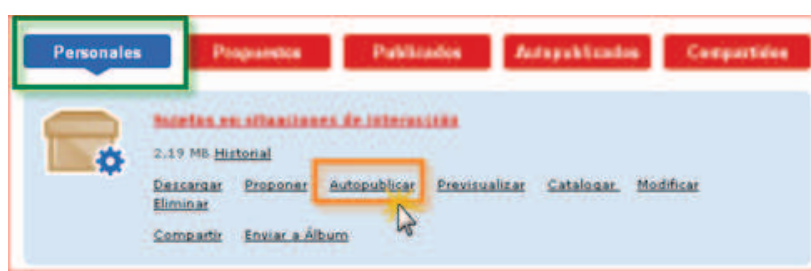 Personales Propuestos Publicados Autopublicados Compartidos
Sujetos en situaciones de interacción
2.19 MB Historial
Descargar Proponer Autopublicar Previsualizar Catalogar Modificar
Eliminar
Compartir Enviar a Álbum